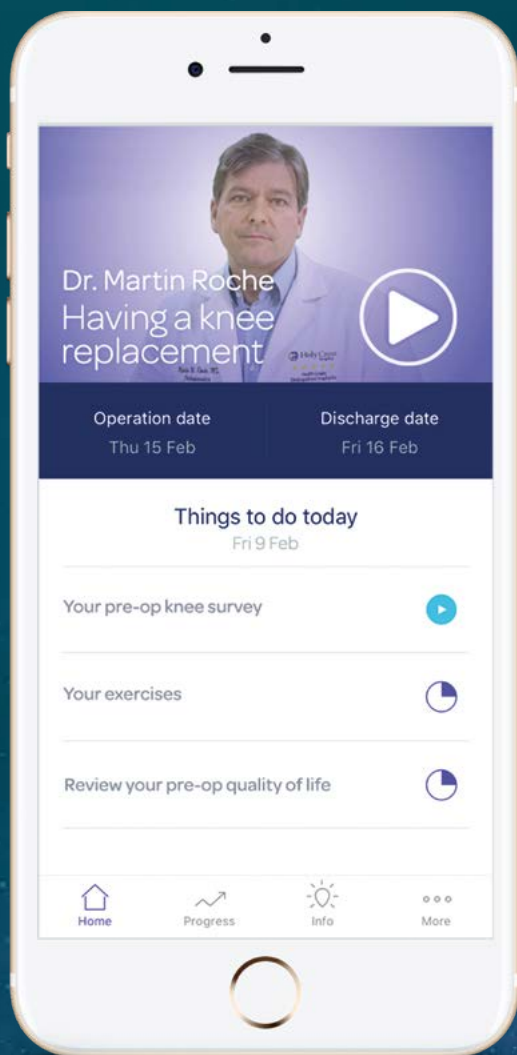 Dr. Martin Roche
Having a knee
replacement
Holy Cross
Operation date
Discharge date
Thu 15 Feb
Fri 16 Feb
Things to do today
Fri 9 Feb
Your pre-op knee survey
Your exercises
Review your pre-op quality of life
Home
Progress
Info
More